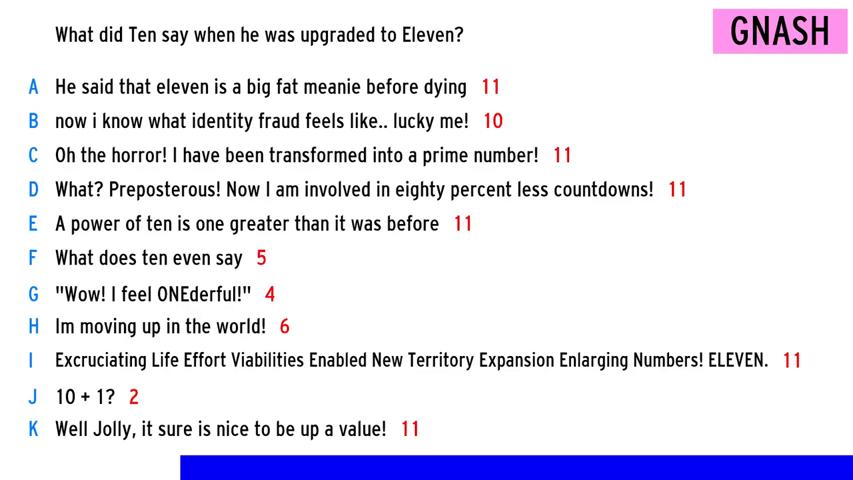 What did Ten say when he was upgraded to Eleven?
GNASH
A He said that eleven is a big fat meanie before dying 11
B now i know what identity fraud feels like.. lucky me! 10
C Oh the horror! I have been transformed into a prime number! 11
D What? Preposterous! Now I am involved in eighty percent less countdowns! 11
E A power of ten is one greater than it was before 11
F What does ten even say 5
G "Wow! I feel ONEderful!" 4
H Im moving up in the world! 6
I Excruciating Life Effort Viabilities Enabled New Territory Expansion Enlarging Numbers! ELEVEN. 11
J 10 + 1? 2
K Well Jolly, it sure is nice to be up a value! 11